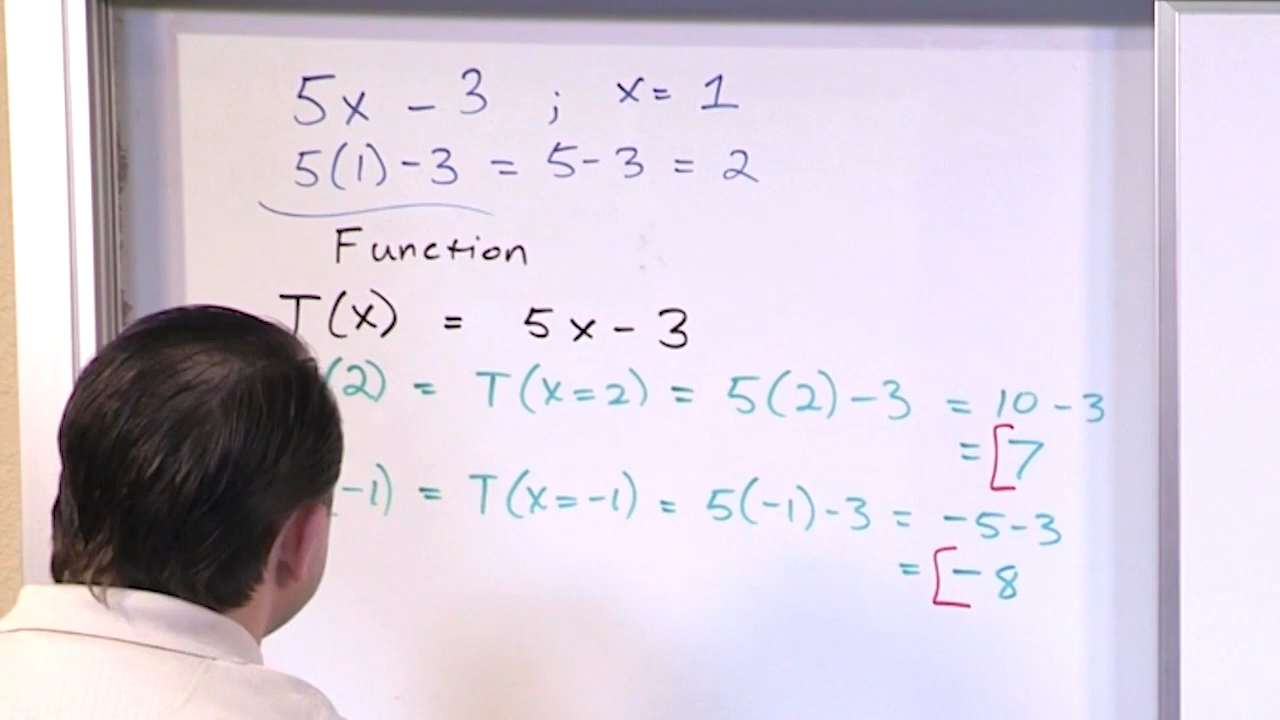 5x - 3 ; x = 1
5(1) - 3 = 5 - 3 = 2
Function
T(x) = 5x - 3
(2) = T(x=2) = 5(2) - 3 = 10 - 3
= [7
-1) = T(x=-1) = 5(-1) - 3 = -5 - 3
= [-8